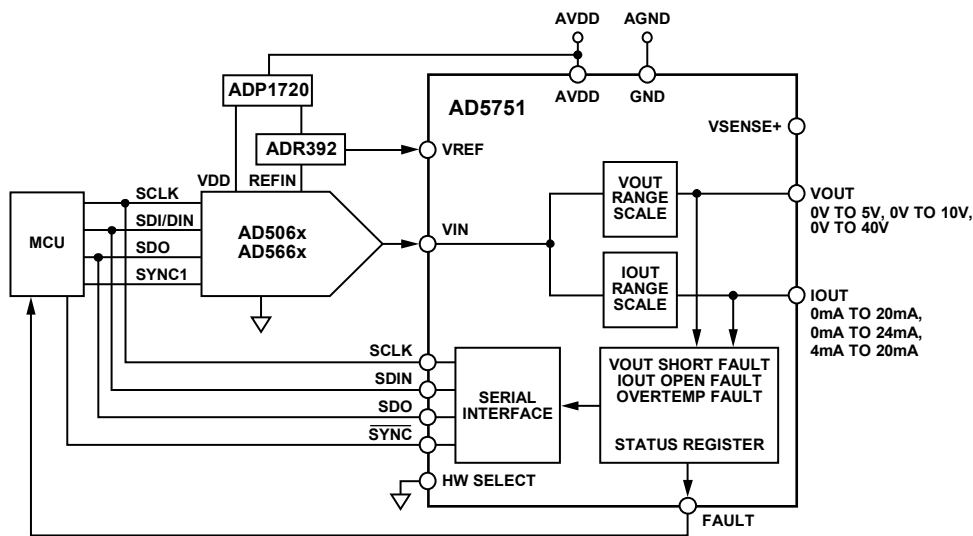 AVDD
AGND
ADP1720
AVDD
GND
AD5751
VSENSE+
ADR392
VREF
VDD
REFIN
SCLK
SDI/DIN
SDO
SYNC1
MCU
AD506x
AD566x
VIN
VOUT
RANGE
SCALE
VOUT
0V TO 5V, 0V TO 10V,
0V TO 40V
IOUT
RANGE
SCALE
IOUT
0mA TO 20mA,
0mA TO 24mA,
4mA TO 20mA
SCLK
SDIN
SDO
SYNC
SERIAL
INTERFACE
VOUT SHORT FAULT
IOUT OPEN FAULT
OVERTEMP FAULT
STATUS REGISTER
HW SELECT
FAULT